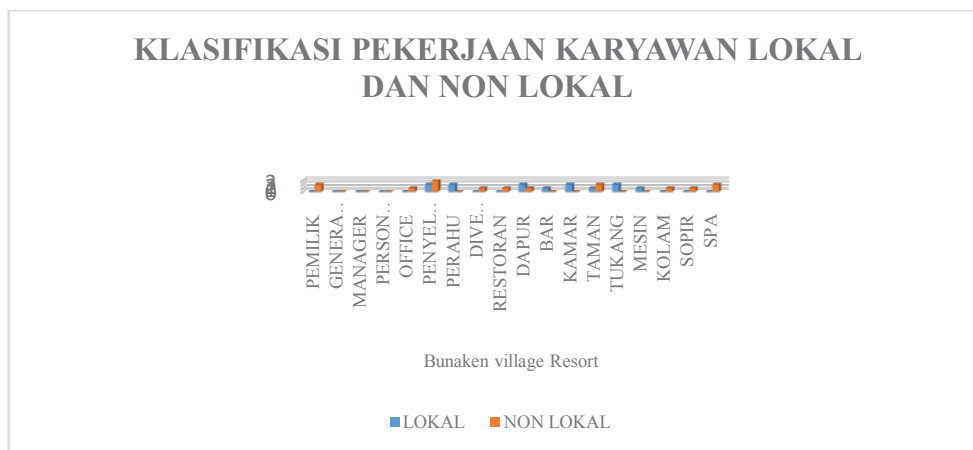 KLASIFIKASI PEKERJAAN KARYAWAN LOKAL
DAN NON LOKAL
PEMILIK
GENERA…
MANAGER
PERSON…
OFFICE
PENYEL…
PERAHU
DIVE…
RESTORAN
DAPUR
BAR
KAMAR
TAMAN
TUKANG
MESIN
KOLAM
SOPIR
SPA
Bunaken village Resort
LOKAL NON LOKAL